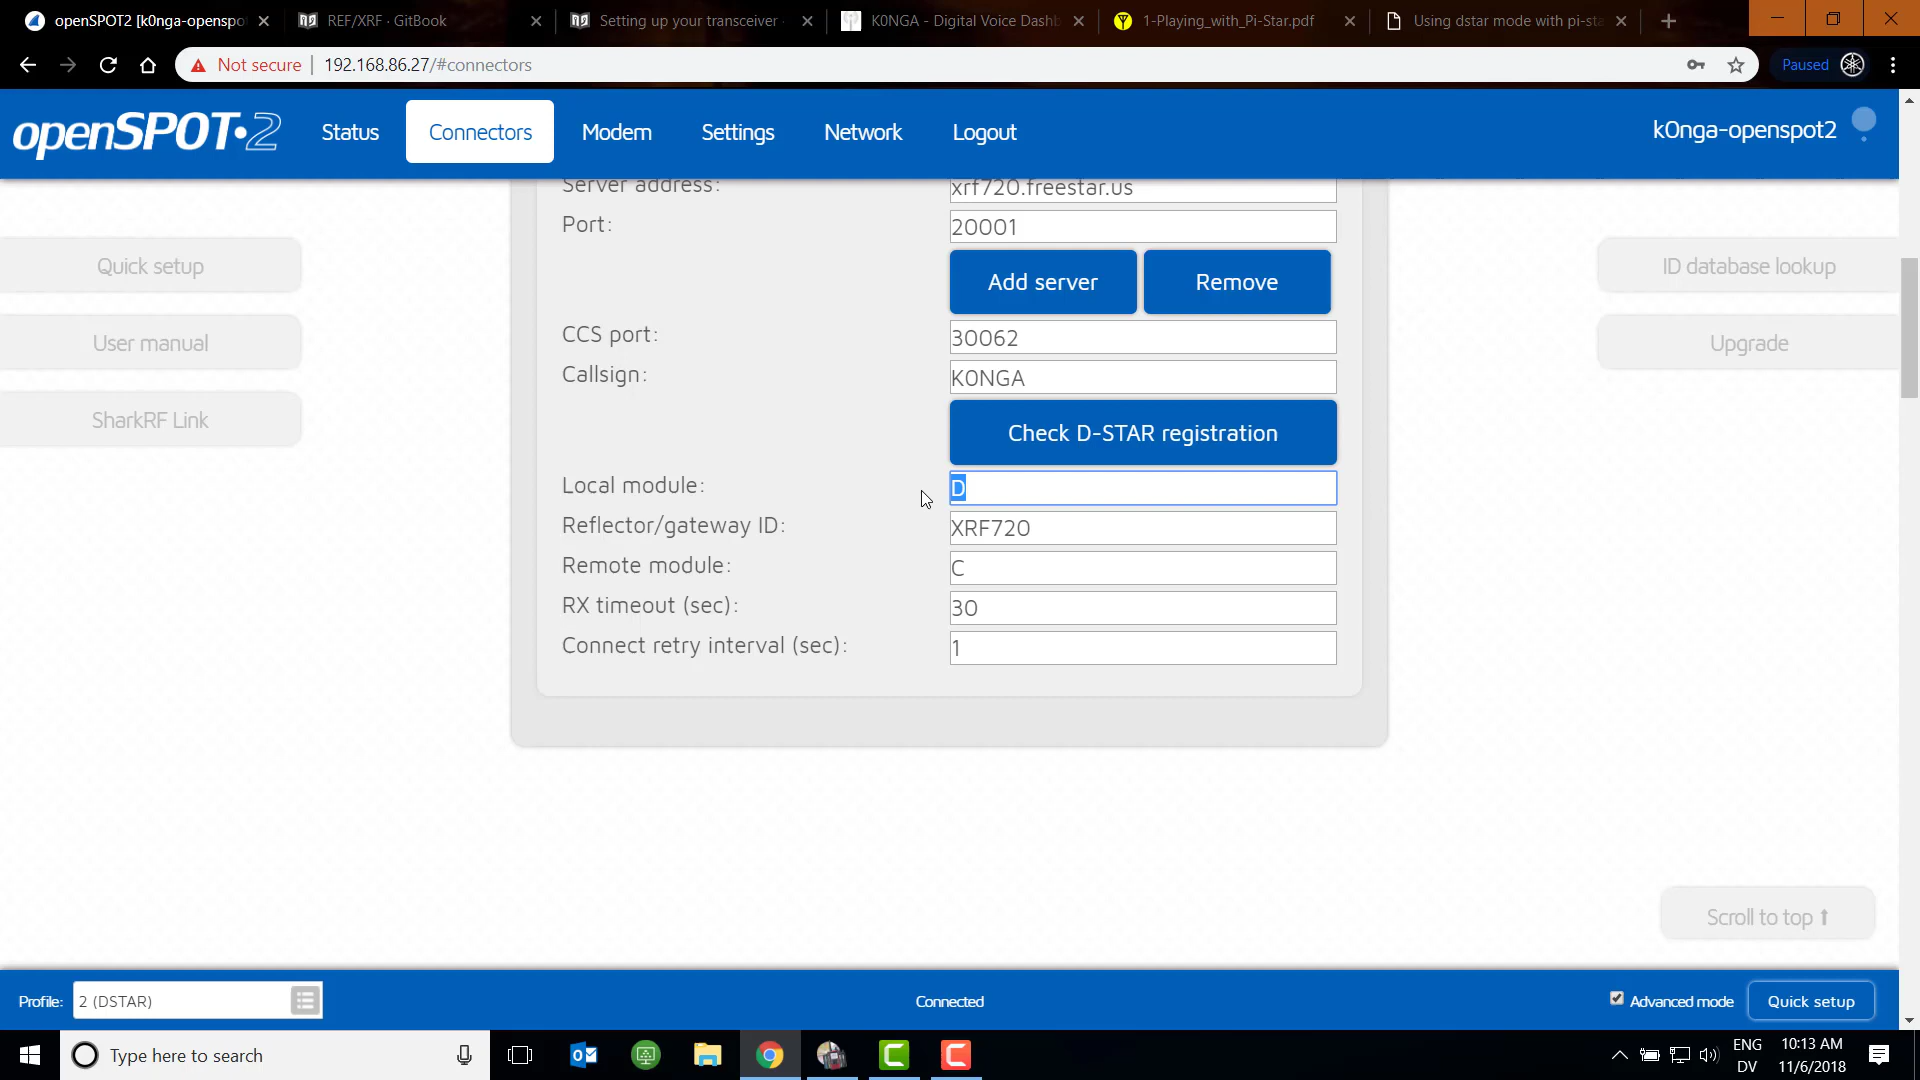 openSPOT2 [k0nga-openspo
REF/XRF · GitBook
Setting up your transceiver ·
K0NGA - Digital Voice Dashb
1-Playing_with_Pi-Star.pdf
Using dstar mode with pi-sta
Not secure
192.168.86.27/#connectors
Paused
openSPOT·2
Status
Connectors
Modem
Settings
Network
Logout
k0nga-openspot2
Server address:
xrf720.freestar.us
Port:
20001
Quick setup
Add server
Remove
ID database lookup
User manual
CCS port:
30062
Upgrade
Callsign:
K0NGA
SharkRF Link
Check D-STAR registration
Local module:
D
Reflector/gateway ID:
XRF720
Remote module:
C
RX timeout (sec):
30
Connect retry interval (sec):
1
Scroll to top ⬆
Profile:
2 (DSTAR)
Connected
Advanced mode
Quick setup
Type here to search
ENG
DV
10:13 AM
11/6/2018